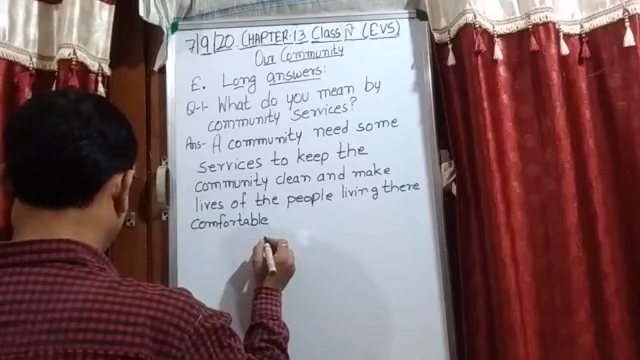 7/9/20 CHAPTER-13 Class IV (EVS)
Our Community
E. Long answers:
Q-1- What do you mean by
community services?
Ans- A community need some
services to keep the
community clean and make
lives of the people living there
comfortable